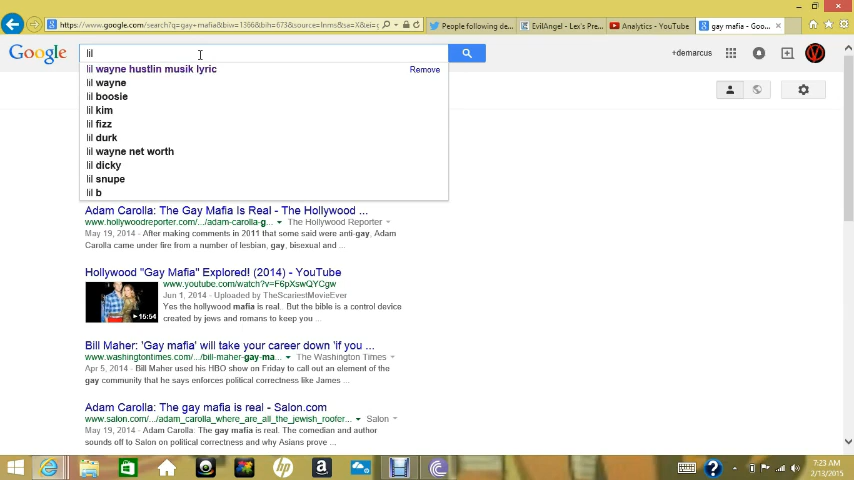 https://www.google.com/search?q=gay+mafia&biw=1366&bih=673&source=lnms&sa=X&ei=g
People following de...
EvilAngel - Lex's Pre...
Analytics - YouTube
gay mafia - Goo...
Google
lil
+demarcus
lil wayne hustlin musik lyric
Remove
lil wayne
lil boosie
lil kim
lil fizz
lil durk
lil wayne net worth
lil dicky
lil snupe
lil b
Adam Carolla: The Gay Mafia Is Real - The Hollywood ...
www.hollywoodreporter.com/.../adam-carolla-g... The Hollywood Reporter
May 19, 2014 - After making comments in 2011 that some said were anti-gay, Adam
Carolla came under fire from a number of lesbian, gay, bisexual and ...
Hollywood "Gay Mafia" Explored! (2014) - YouTube
www.youtube.com/watch?v=F6pXswQYCgw
Jun 1, 2014 - Uploaded by TheScariestMovieEver
Yes the hollywood mafia is real.. But the bible is a control device
created by jews and romans to keep you ...
15:54
Bill Maher: 'Gay mafia' will take your career down 'if you ...
www.washingtontimes.com/.../bill-maher-gay-ma... The Washington Times
Apr 5, 2014 - Bill Maher used his HBO show on Friday to call out an element of the
gay community that he says enforces political correctness like James ...
Adam Carolla: The gay mafia is real - Salon.com
www.salon.com/.../adam_carolla_where_are_all_the_jewish_roofer... Salon
May 19, 2014 - Adam Carolla: The gay mafia is real. The comedian and author
sounds off to Salon on political correctness and why Asians prove ...
hp
a
7:23 AM
2/13/2015